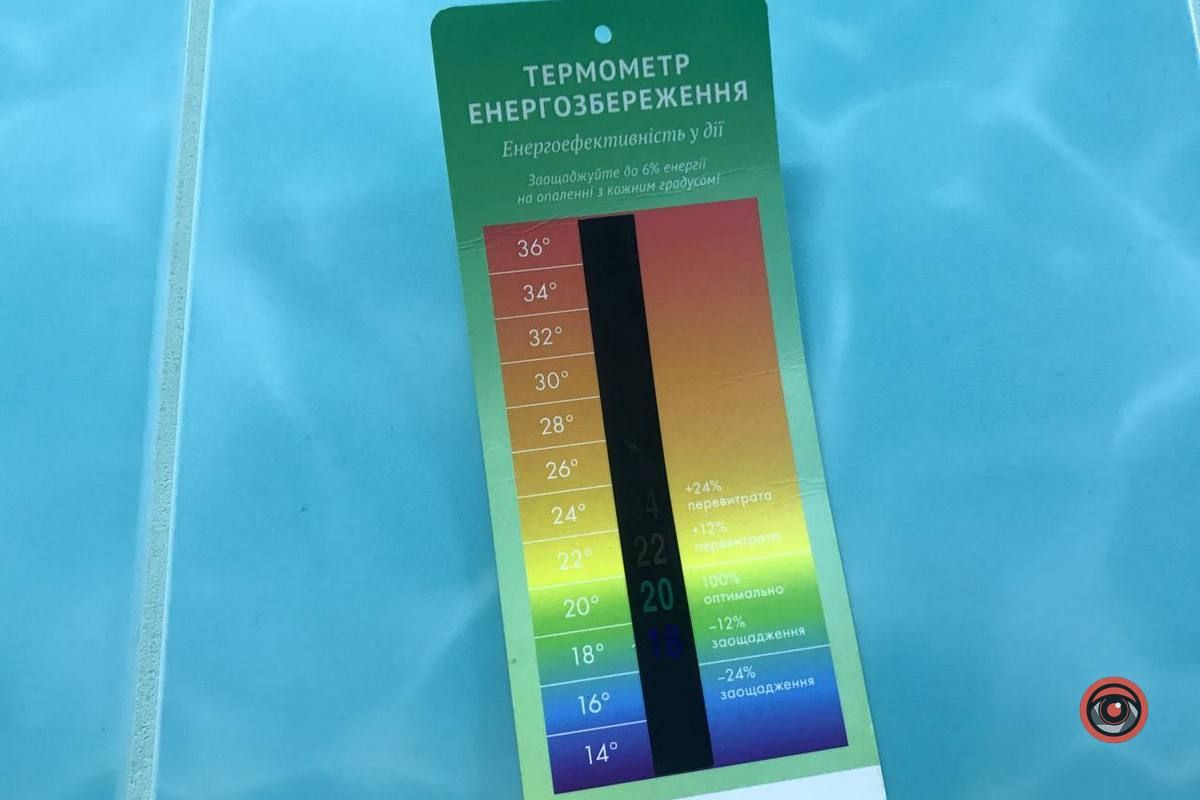 ТЕРМОМЕТР
ЕНЕРГОЗБЕРЕЖЕННЯ
Енергоефективність у дії
Заощаджуйте до 6% енергії
на опаленні з кожним градусом!
36°
34°
32°
30°
28°
26°
24° 24 +24%
перевитрата
22° 22 +12%
перевитрата
20° 20 100%
оптимально
18° 18 –12%
заощадження
16° –24%
заощадження
14°